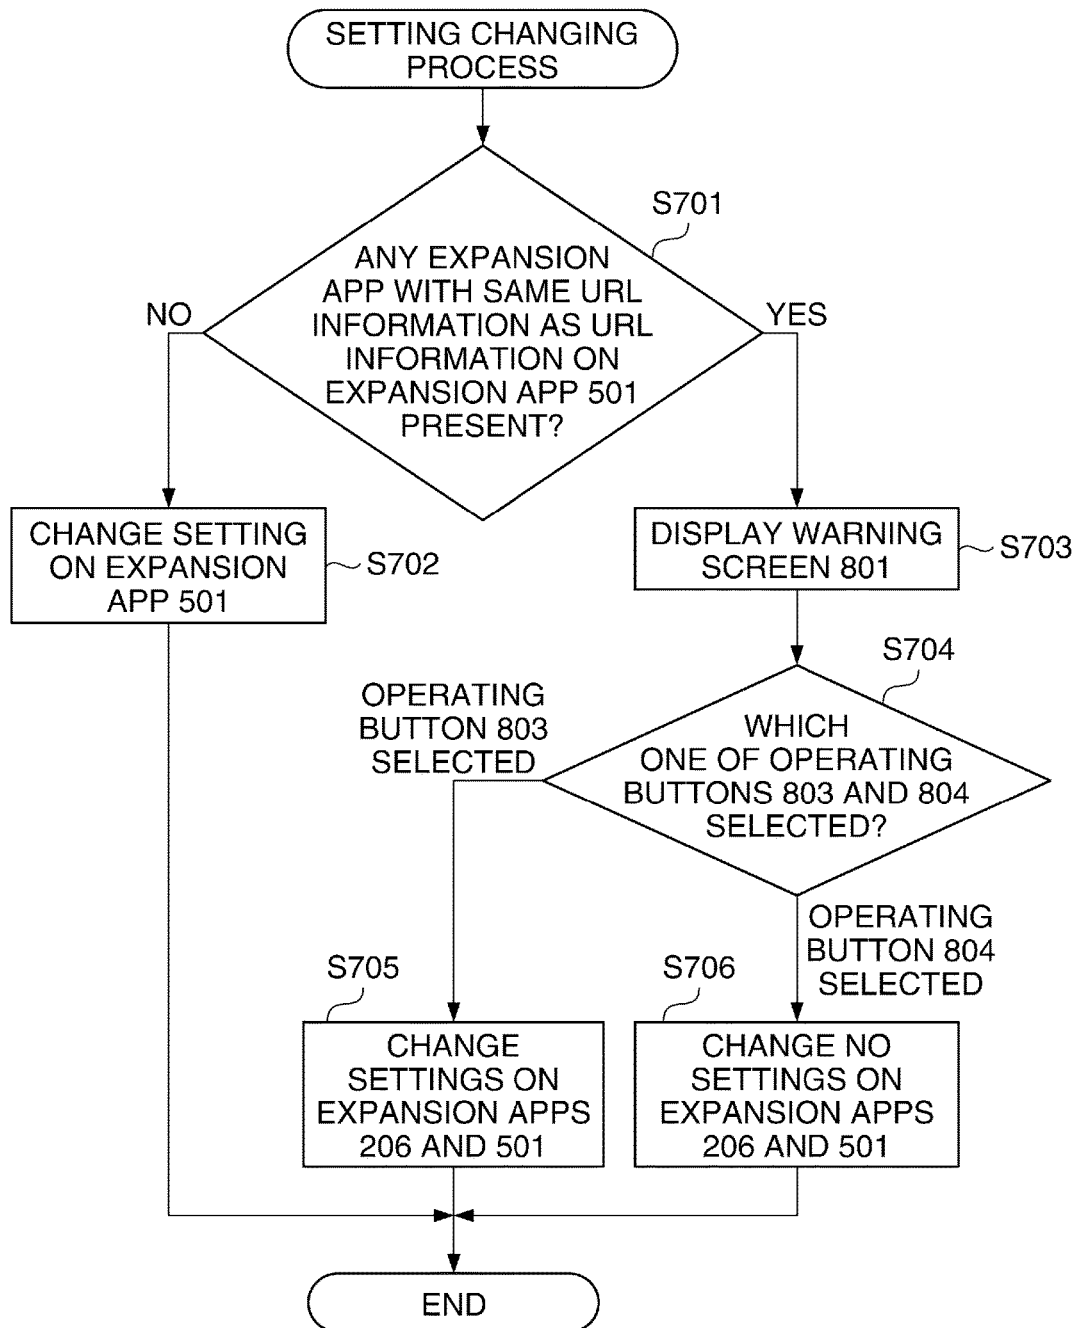 SETTING CHANGING
PROCESS
S701
ANY EXPANSION
APP WITH SAME URL
INFORMATION AS URL
INFORMATION ON
EXPANSION APP 501
PRESENT?
NO
YES
CHANGE SETTING
ON EXPANSION
APP 501
S702
DISPLAY WARNING
SCREEN 801
S703
S704
OPERATING
BUTTON 803
SELECTED
WHICH
ONE OF OPERATING
BUTTONS 803 AND 804
SELECTED?
OPERATING
BUTTON 804
SELECTED
S705
S706
CHANGE
SETTINGS ON
EXPANSION APPS
206 AND 501
CHANGE NO
SETTINGS ON
EXPANSION APPS
206 AND 501
END